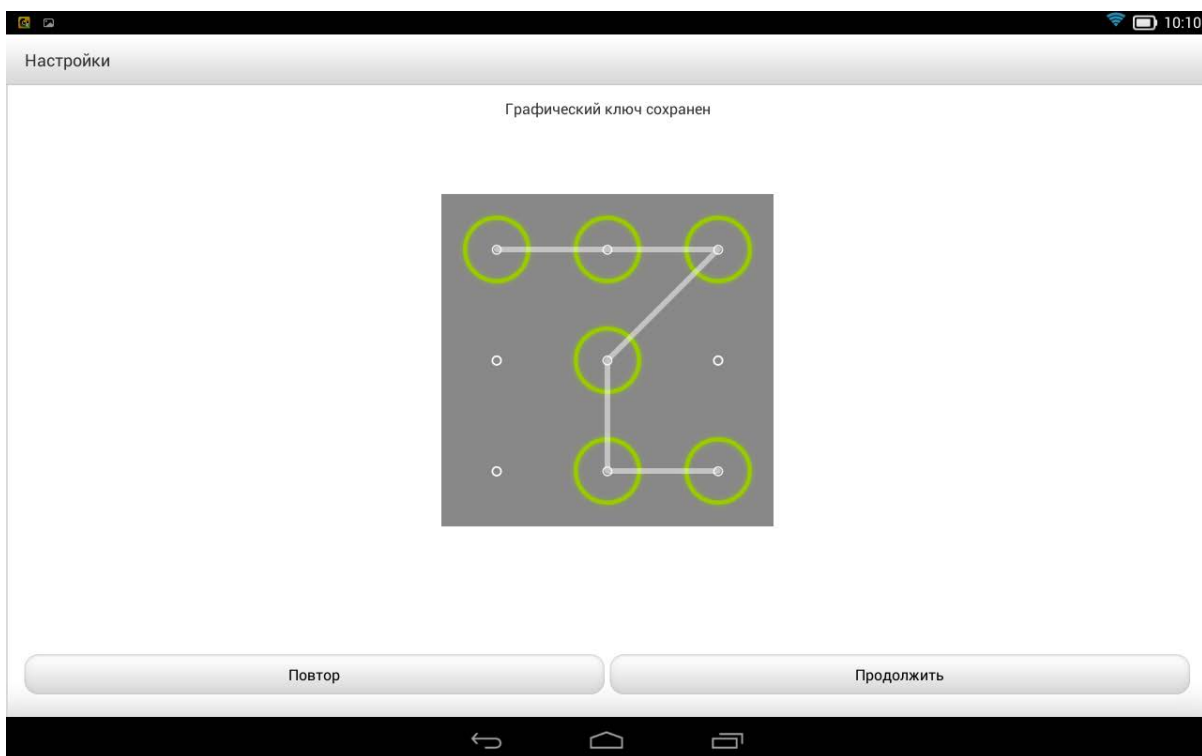 10:10
Настройки
Графический ключ сохранен
Повтор
Продолжить